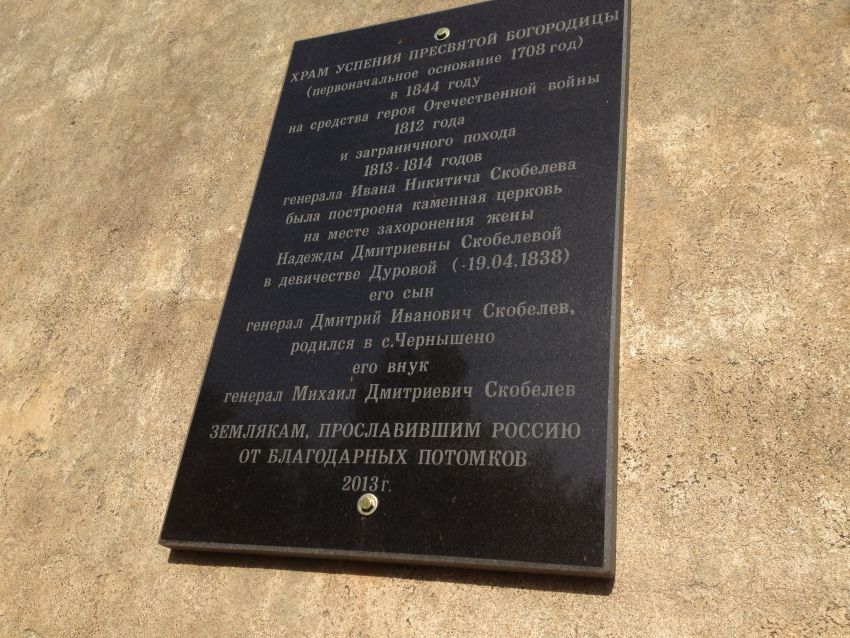 ХРАМ УСПЕНИЯ ПРЕСВЯТОЙ БОГОРОДИЦЫ
(первоначальное основание 1708 год)
в 1844 году
на средства героя Отечественной войны
1812 года
и заграничного похода
1813-1814 годов
генерала Ивана Никитича Скобелева
была построена каменная церковь
на месте захоронения жены
Надежды Дмитриевны Скобелевой
в девичестве Дуровой (-19.04.1838)
его сын
генерал Дмитрий Иванович Скобелев,
родился в с.Чернышено
его внук
генерал Михаил Дмитриевич Скобелев
ЗЕМЛЯКАМ, ПРОСЛАВИВШИМ РОССИЮ
ОТ БЛАГОДАРНЫХ ПОТОМКОВ
2013 г.